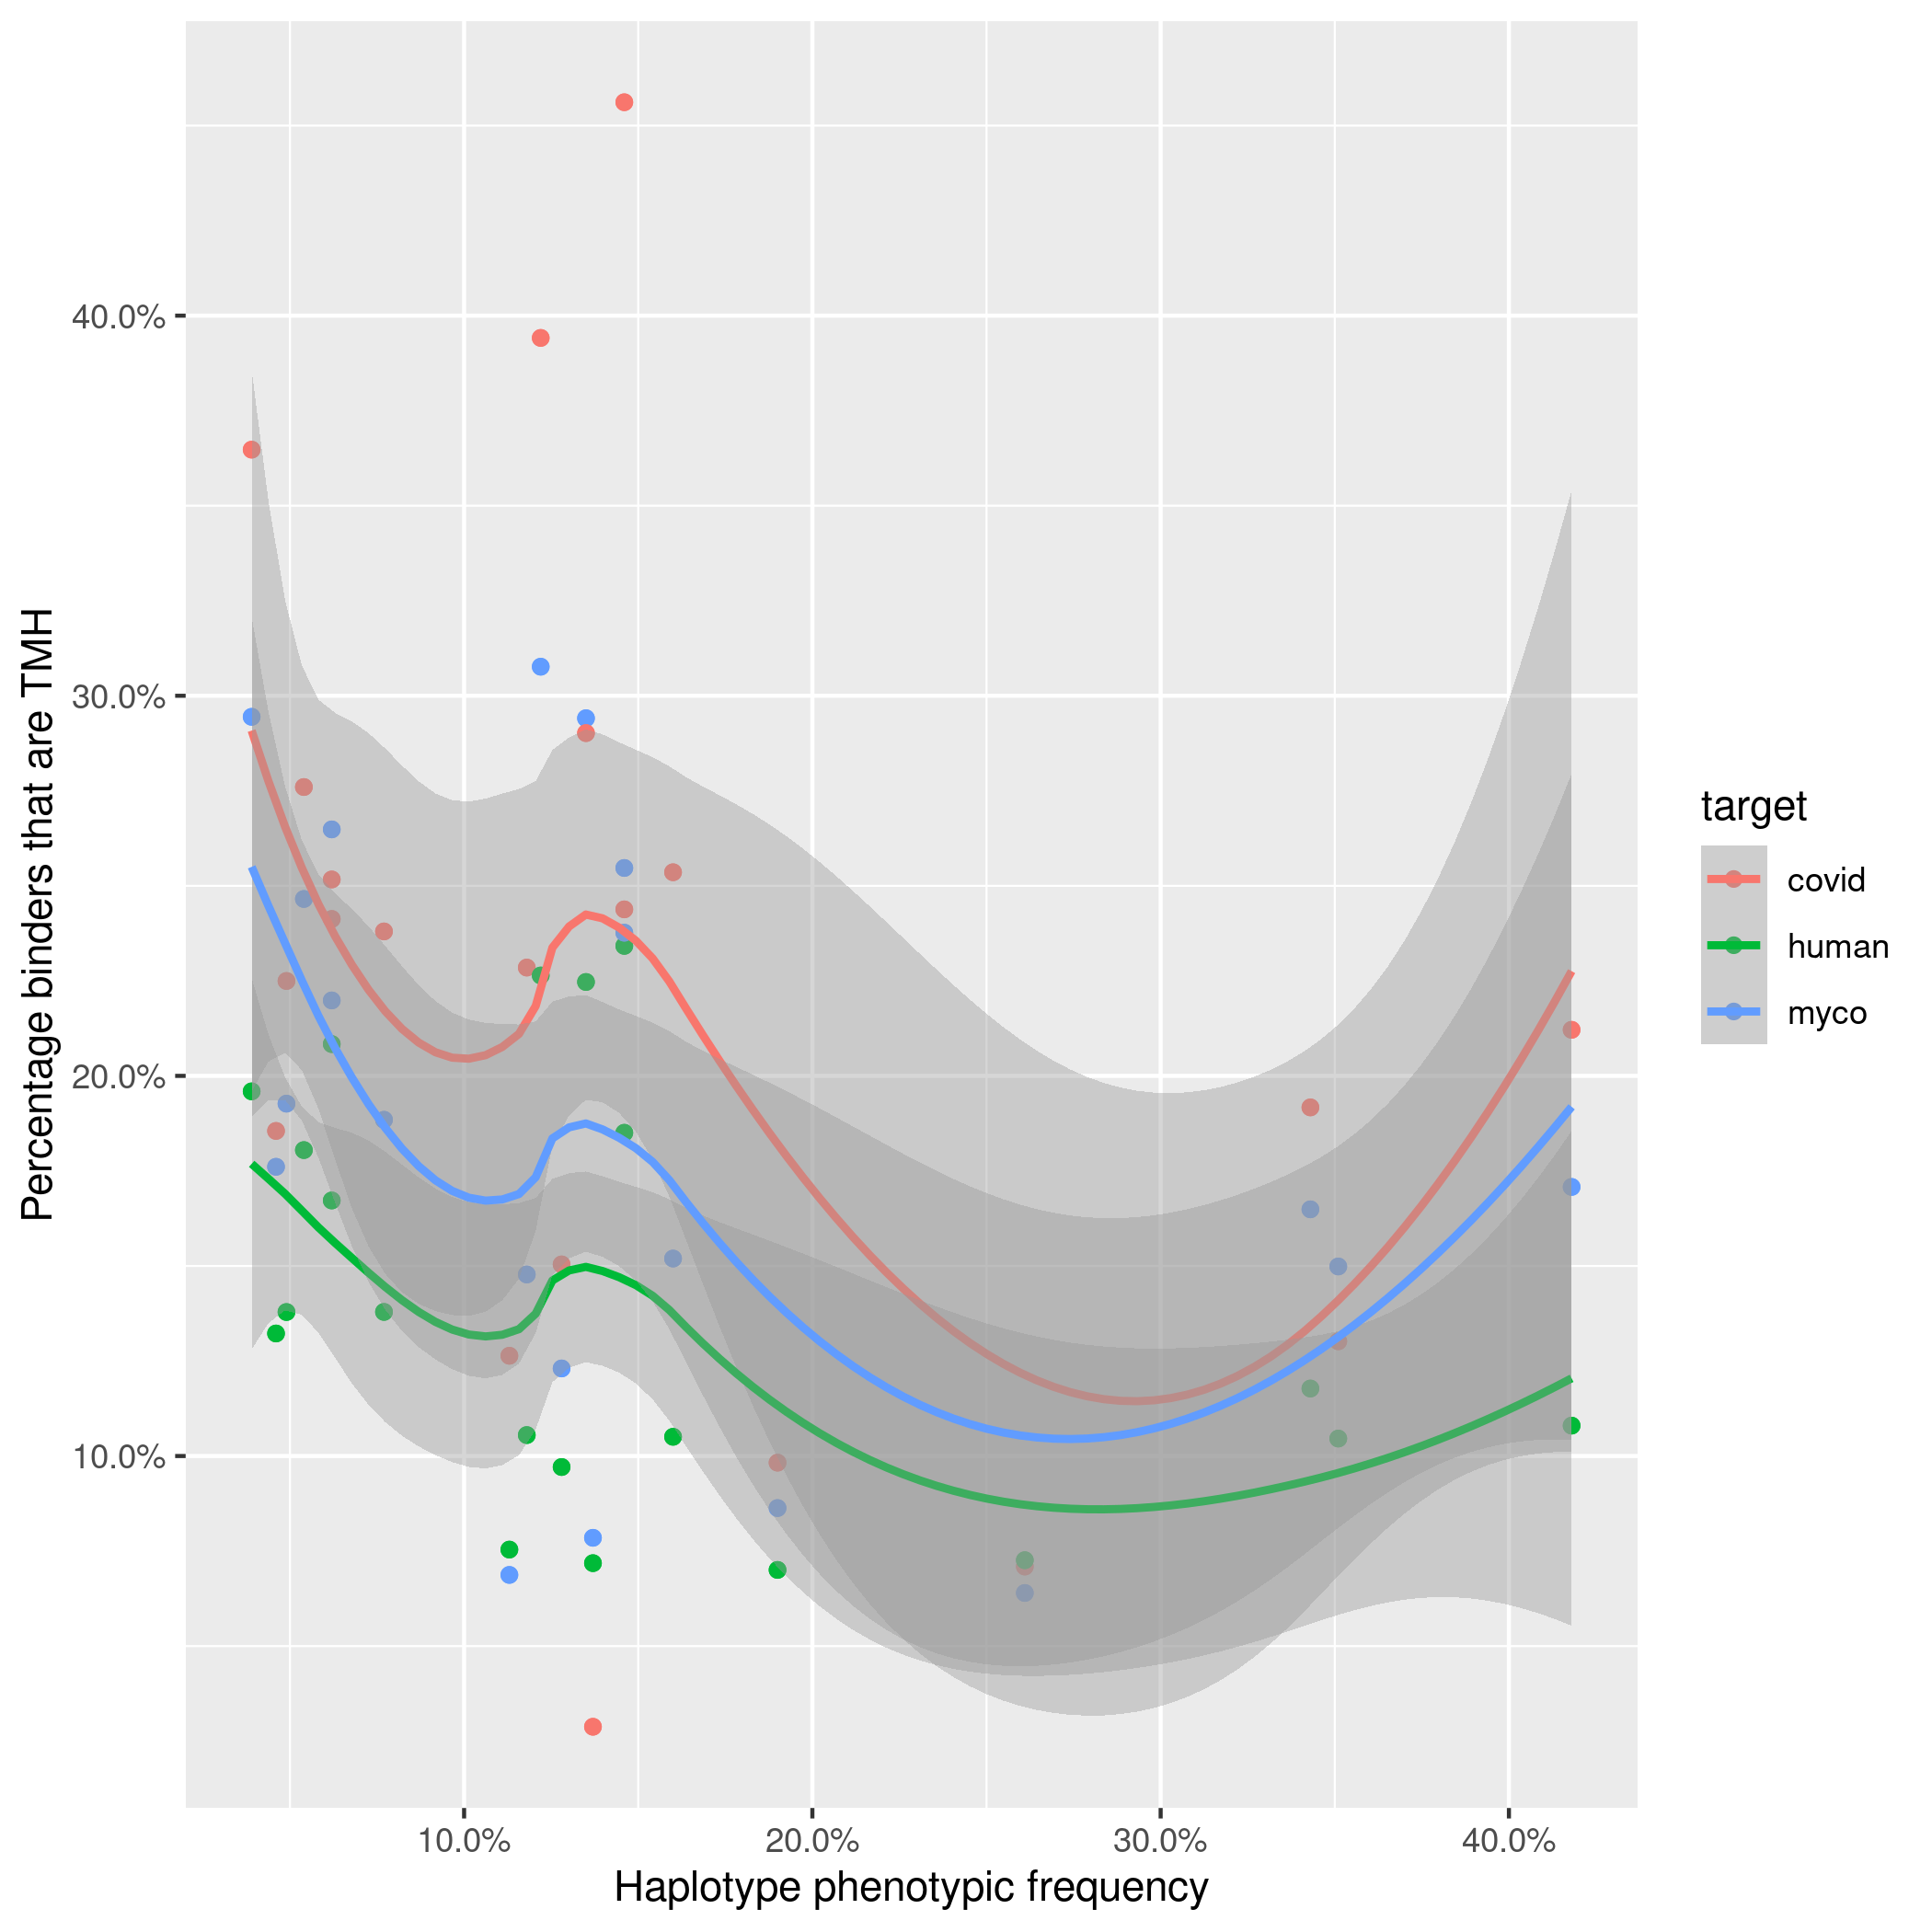 Percentage binders that are TMH
40.0%
30.0%
20.0%
10.0%
10.0%
20.0%
30.0%
40.0%
Haplotype phenotypic frequency
target
covid
human
myco